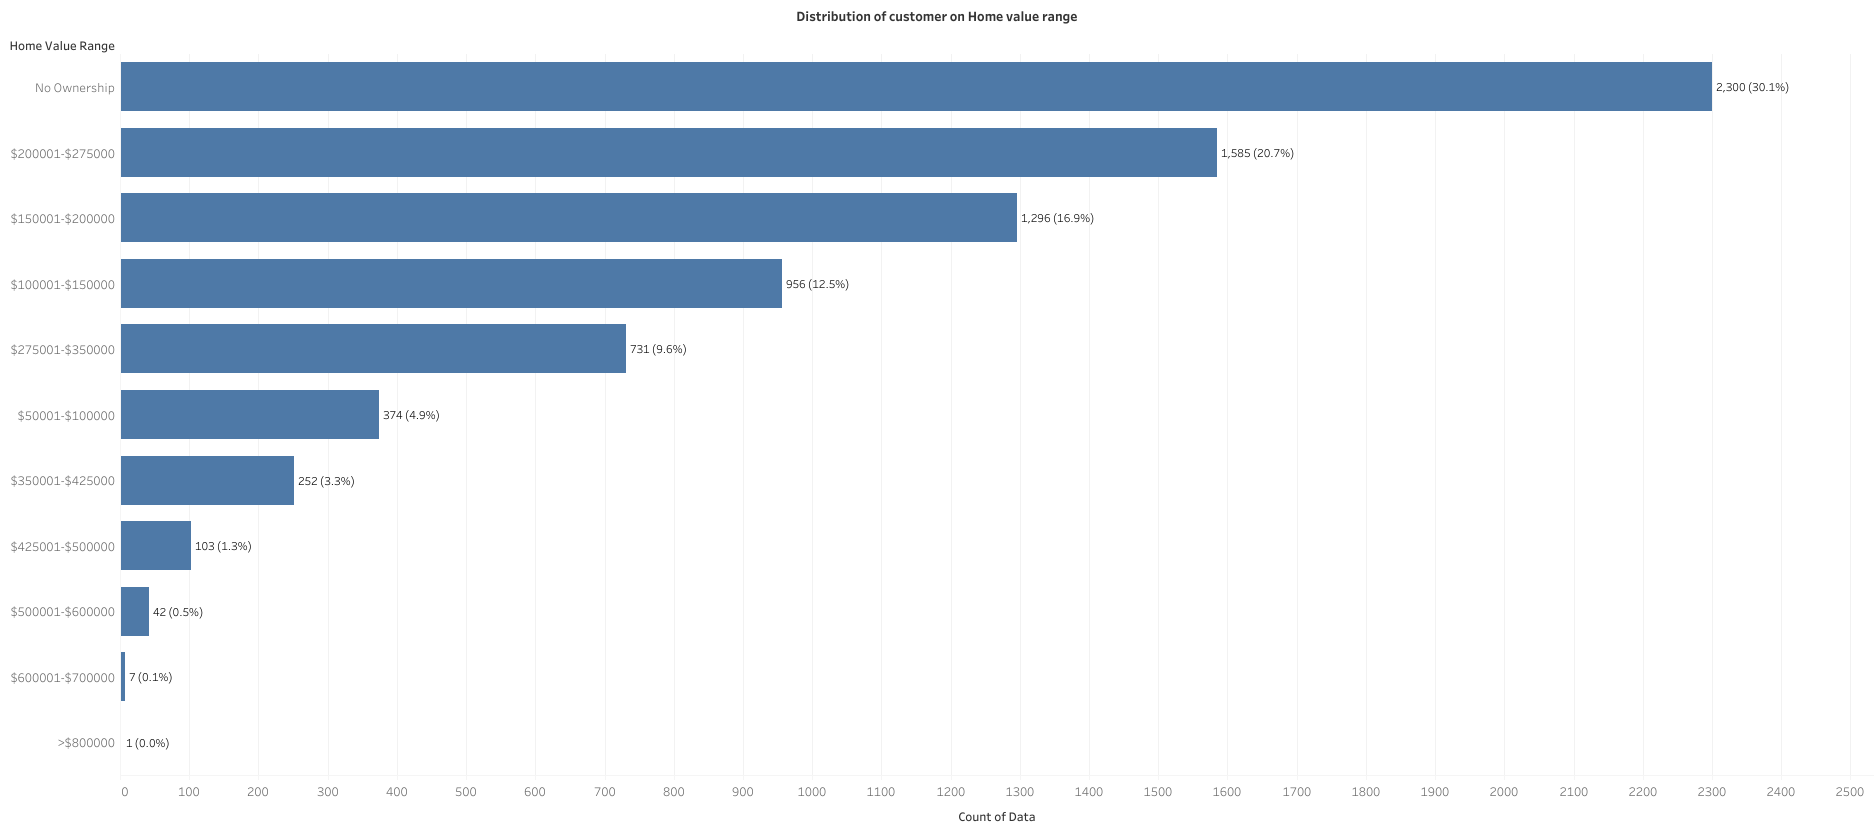 Distribution of customer on Home value range
Home Value Range
No Ownership 2,300 (30.1%)
$200001-$275000 1,585 (20.7%)
$150001-$200000 1,296 (16.9%)
$100001-$150000 956 (12.5%)
$275001-$350000 731 (9.6%)
$50001-$100000 374 (4.9%)
$350001-$425000 252 (3.3%)
$425001-$500000 103 (1.3%)
$500001-$600000 42 (0.5%)
$600001-$700000 7 (0.1%)
>$800000 1 (0.0%)
0 100 200 300 400 500 600 700 800 900 1000 1100 1200 1300 1400 1500 1600 1700 1800 1900 2000 2100 2200 2300 2400 2500
Count of Data